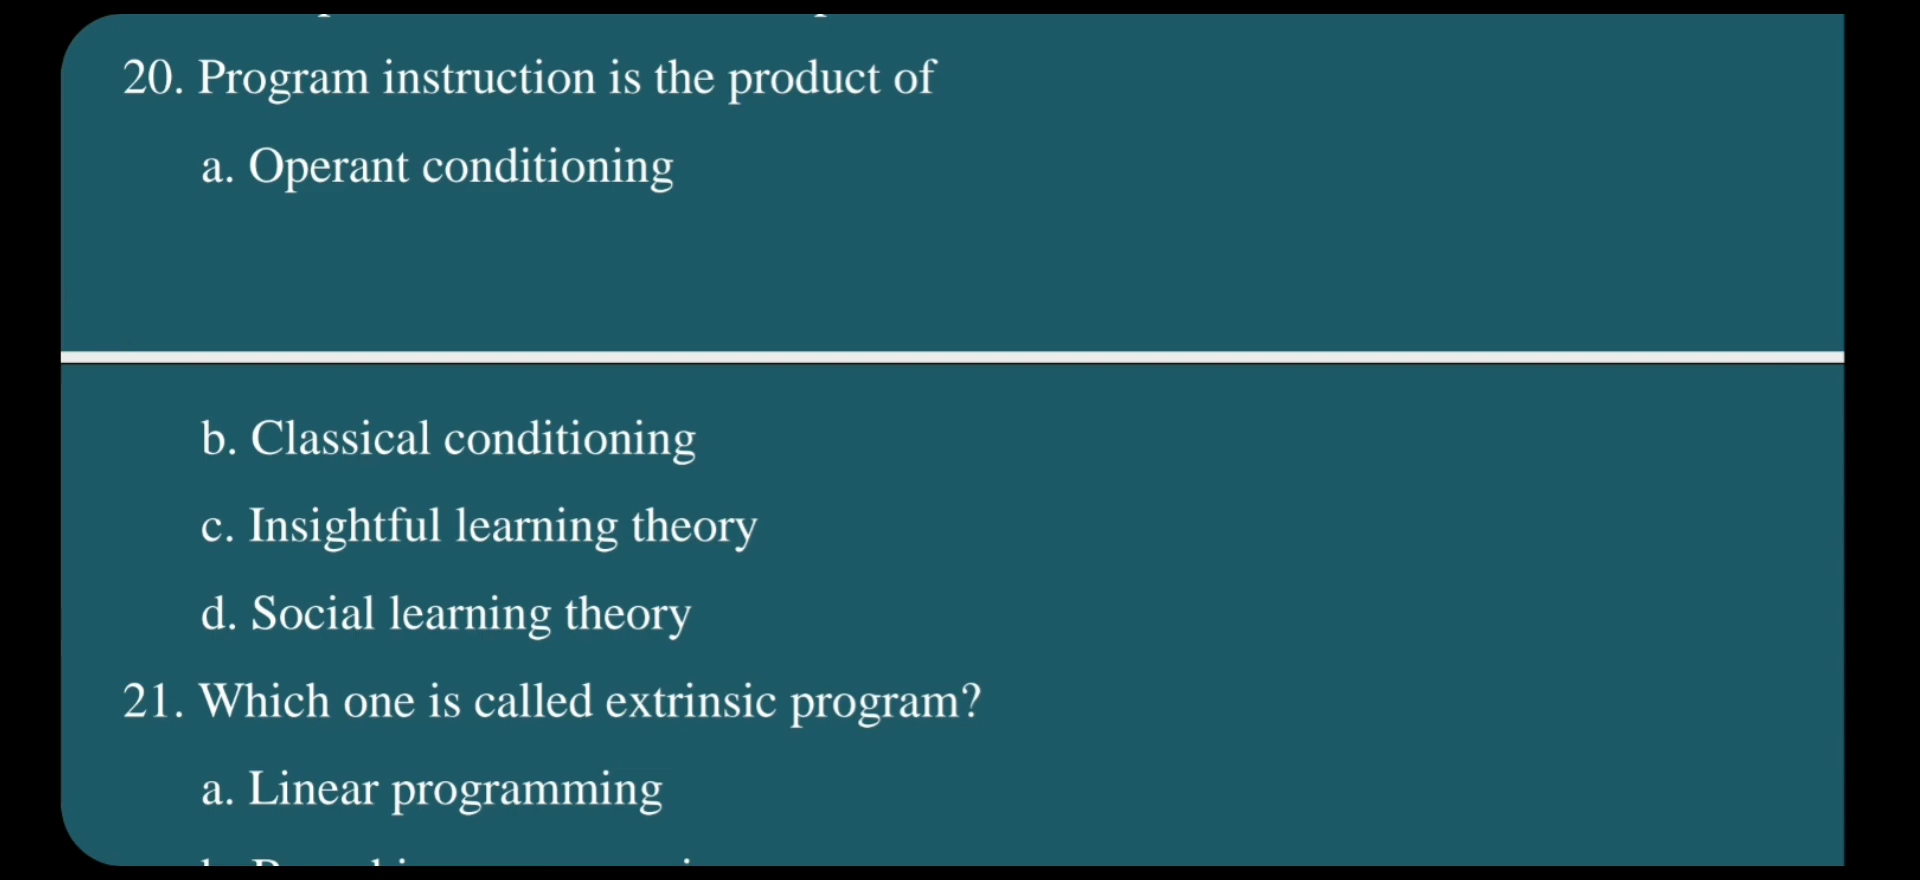 20. Program instruction is the product of
a. Operant conditioning
b. Classical conditioning
c. Insightful learning theory
d. Social learning theory
21. Which one is called extrinsic program?
a. Linear programming